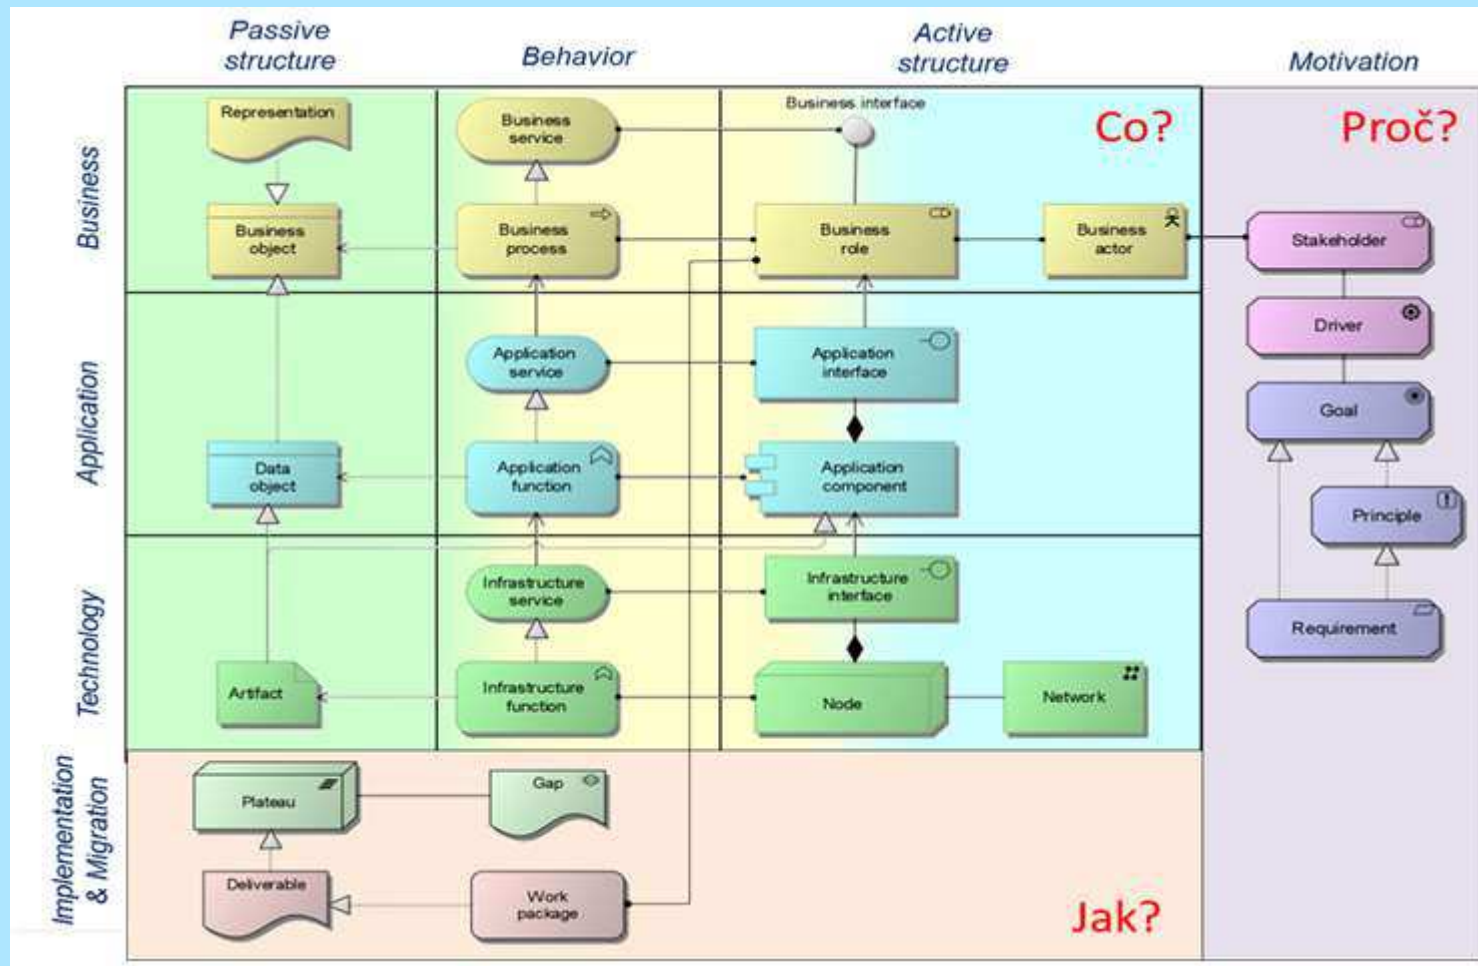 Passive
structure
Behavior
Active
structure
Motivation
Business
Representation
Business
service
Business interface
Co?
Proč?
Business
object
Business
process
Business
role
Business
actor
Stakeholder
Driver
Application
Application
service
Application
interface
Goal
Data
object
Application
function
Application
component
Principle
Technology
Infrastructure
service
Infrastructure
interface
Requirement
Artifact
Infrastructure
function
Node
Network
Implementation
& Migration
Plateau
Gap
Deliverable
Work
package
Jak?